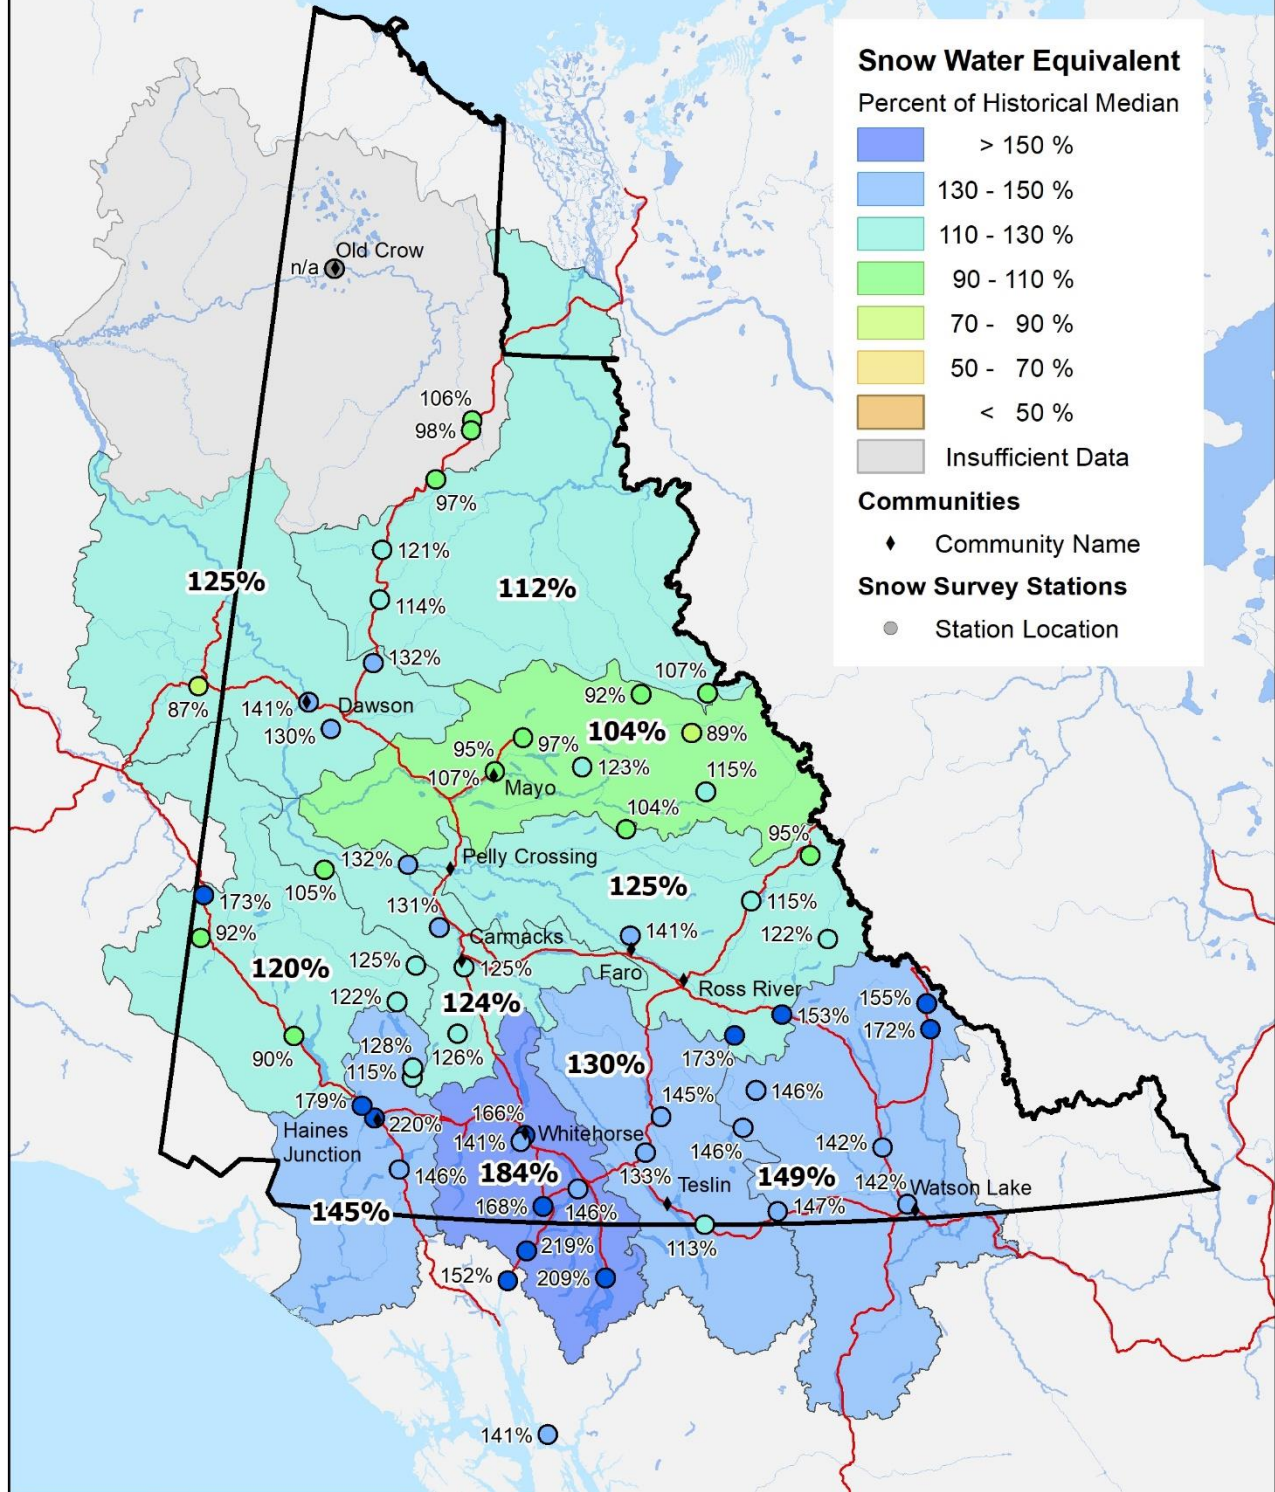 Snow Water Equivalent
Percent of Historical Median
> 150 %
130 - 150 %
110 - 130 %
90 - 110 %
70 - 90 %
50 - 70 %
< 50 %
Insufficient Data
Communities
Community Name
Snow Survey Stations
Station Location
Old Crow
n/a
106%
98%
97%
121%
125%
112%
114%
132%
107%
92%
87%
141%
Dawson
130%
104%
89%
95%
97%
123%
107%
Mayo
115%
104%
95%
132%
Pelly Crossing
105%
125%
173%
131%
115%
92%
Carmacks
141%
122%
120%
125%
125%
Faro
122%
124%
Ross River
155%
153%
172%
90%
128%
126%
130%
173%
115%
146%
179%
166%
145%
220%
Haines
Junction
141%
Whitehorse
146%
142%
146%
184%
133%
149%
142%
Teslin
Watson Lake
168%
146%
147%
145%
113%
219%
152%
209%
141%